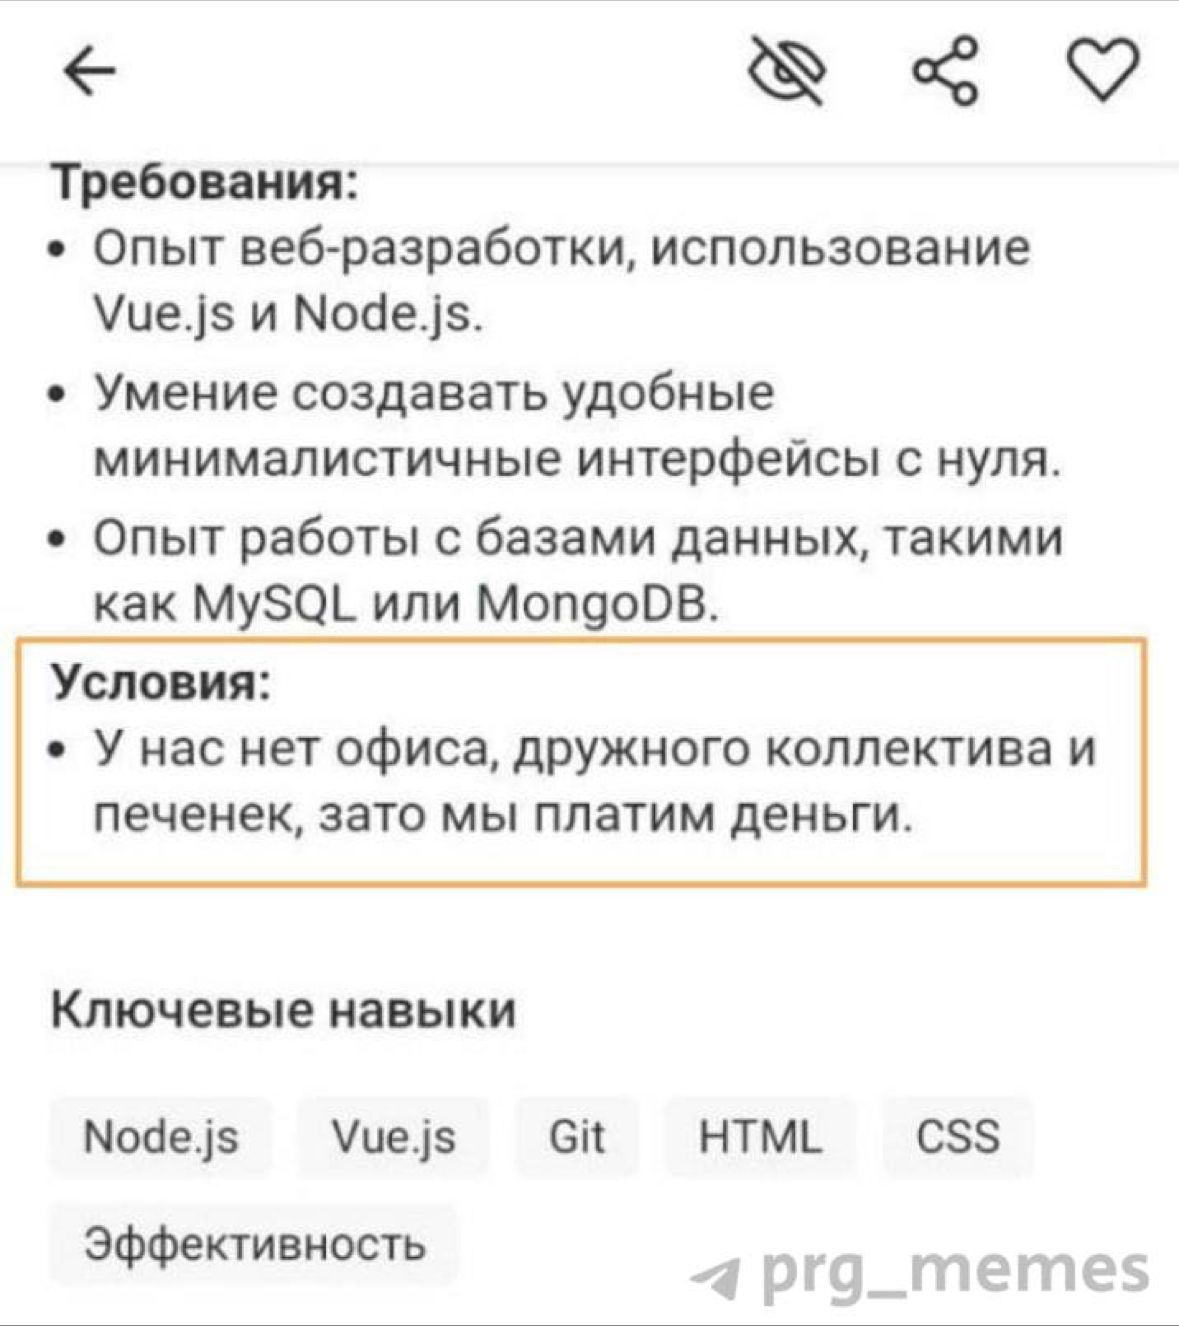 Требования:
• Опыт веб-разработки, использование
Vue.js и Node.js.
• Умение создавать удобные
минималистичные интерфейсы с нуля.
• Опыт работы с базами данных, такими
как MySQL или MongoDB.
Условия:
• У нас нет офиса, дружного коллектива и
печенек, зато мы платим деньги.
Ключевые навыки
Node.js Vue.js Git HTML CSS
Эффективность
prg_memes